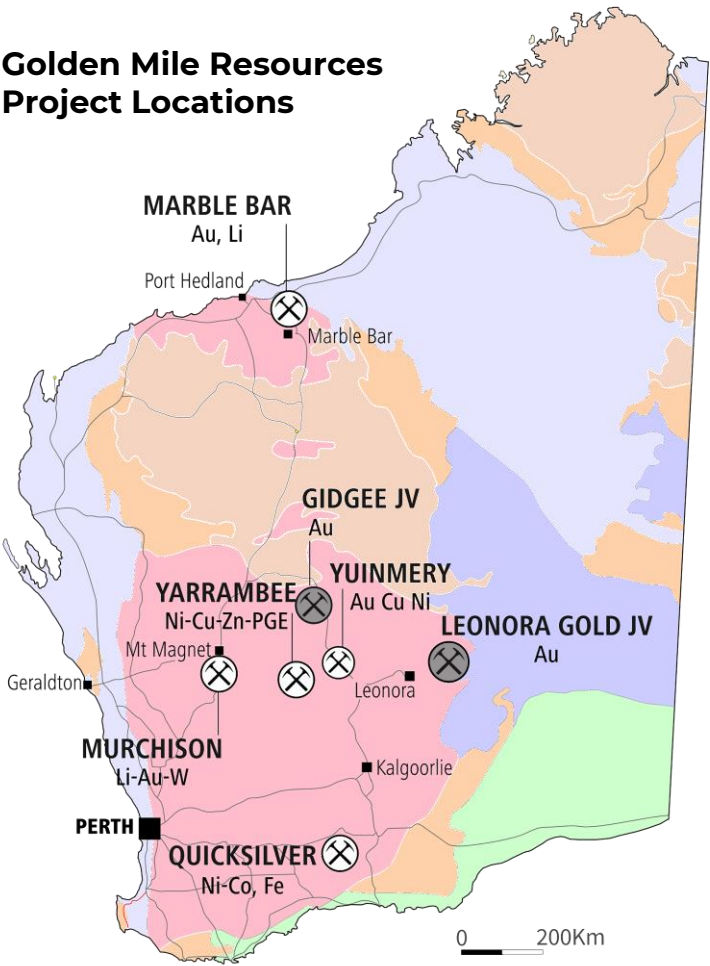 Golden Mile Resources
Project Locations
MARBLE BAR
Au, Li
Port Hedland
Marble Bar
GIDGEE JV
Au
YARRAMBEE
Ni-Cu-Zn-PGE
YUINMERY
Au Cu Ni
LEONORA GOLD JV
Au
Mt Magnet
Geraldton
Leonora
MURCHISON
Li-Au-W
Kalgoorlie
PERTH
QUICKSILVER
Ni-Co, Fe
0 200Km